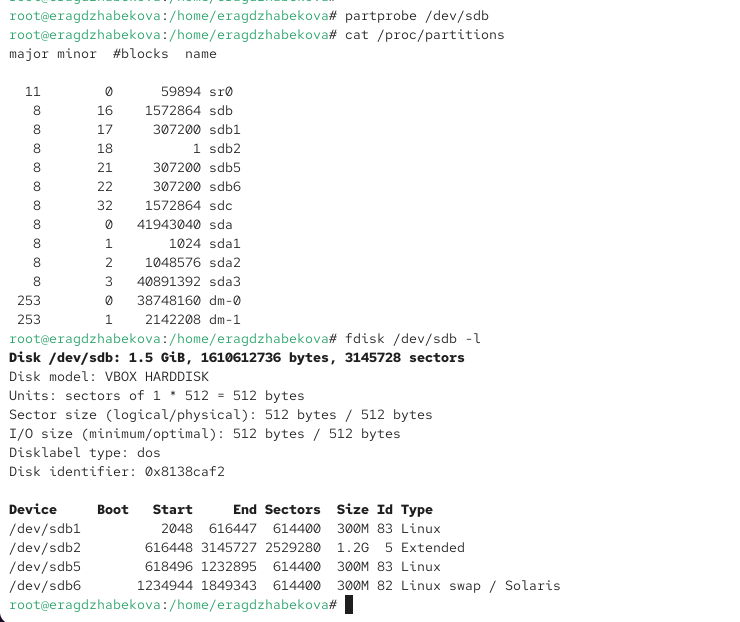 root@eragdzhabekova:/home/eragdzhabekova# partprobe /dev/sdb
root@eragdzhabekova:/home/eragdzhabekova# cat /proc/partitions
major minor  #blocks  name

  11        0      59894 sr0
   8       16    1572864 sdb
   8       17     307200 sdb1
   8       18          1 sdb2
   8       21     307200 sdb5
   8       22     307200 sdb6
   8       32    1572864 sdc
   8        0   41943040 sda
   8        1       1024 sda1
   8        2    1048576 sda2
   8        3   40891392 sda3
 253        0   38748160 dm-0
 253        1    2142208 dm-1
root@eragdzhabekova:/home/eragdzhabekova# fdisk /dev/sdb -l
Disk /dev/sdb: 1.5 GiB, 1610612736 bytes, 3145728 sectors
Disk model: VBOX HARDDISK
Units: sectors of 1 * 512 = 512 bytes
Sector size (logical/physical): 512 bytes / 512 bytes
I/O size (minimum/optimal): 512 bytes / 512 bytes
Disklabel type: dos
Disk identifier: 0x8138caf2

Device     Boot   Start     End Sectors  Size Id Type
/dev/sdb1          2048  616447  614400  300M 83 Linux
/dev/sdb2        616448 3145727 2529280  1.2G  5 Extended
/dev/sdb5        618496 1232895  614400  300M 83 Linux
/dev/sdb6       1234944 1849343  614400  300M 82 Linux swap / Solaris
root@eragdzhabekova:/home/eragdzhabekova#